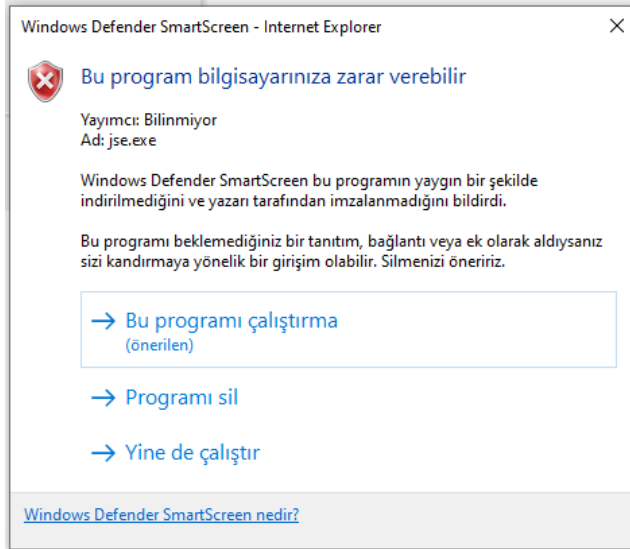 Windows Defender SmartScreen - Internet Explorer
Bu program bilgisayarınıza zarar verebilir
Yayımcı: Bilinmiyor
Ad: jse.exe
Windows Defender SmartScreen bu programın yaygın bir şekilde
indirilmediğini ve yazarı tarafından imzalanmadığını bildirdi.
Bu programı beklemediğiniz bir tanıtım, bağlantı veya ek olarak aldıysanız
sizi kandırmaya yönelik bir girişim olabilir. Silmenizi öneririz.
Bu programı çalıştırma
(önerilen)
Programı sil
Yine de çalıştır
Windows Defender SmartScreen nedir?